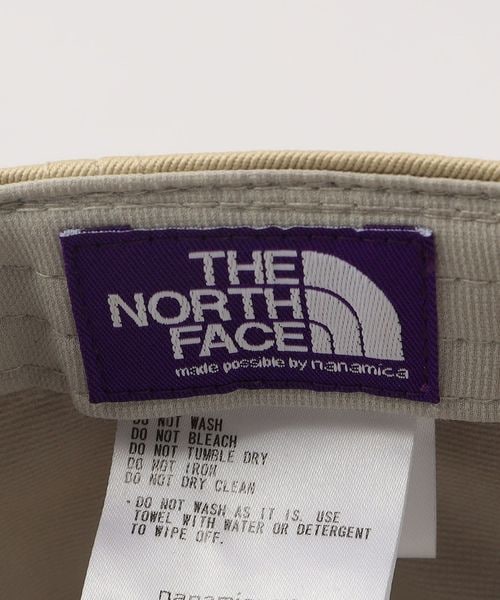 THE
NORTH
FACE
made possible by nanamica
DO NOT WASH
DO NOT BLEACH
DO NOT TUMBLE DRY
DO NOT IRON
DO NOT DRY CLEAN
・DO NOT WASH AS IT IS. USE
TOWEL WITH WATER OR DETERGENT
TO WIPE OFF.
nanamica